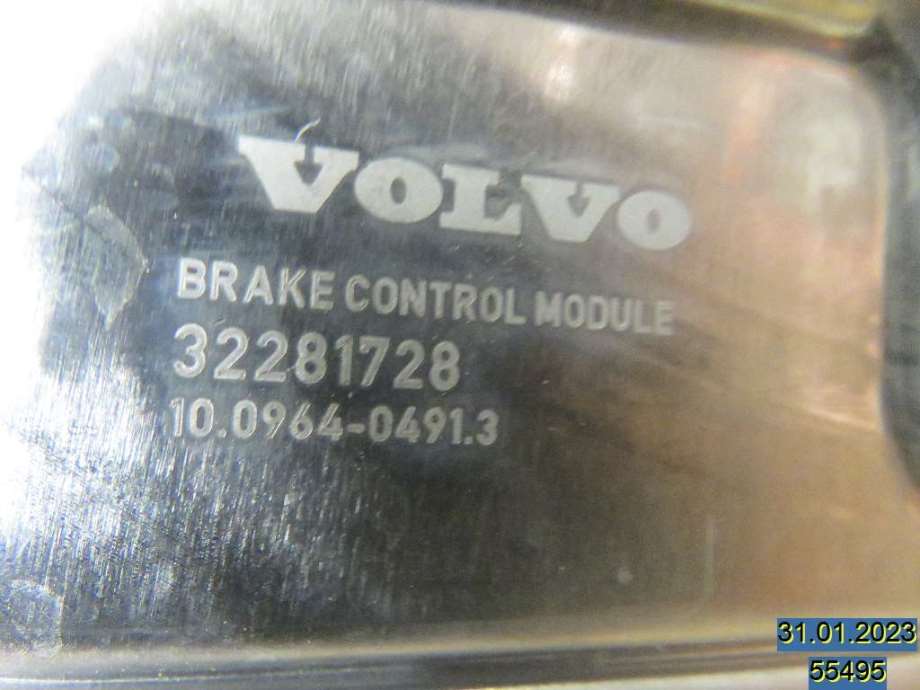 VOLVO
BRAKE CONTROL MODULE
32281728
10.0964-0491.3
31.01.2023
55495